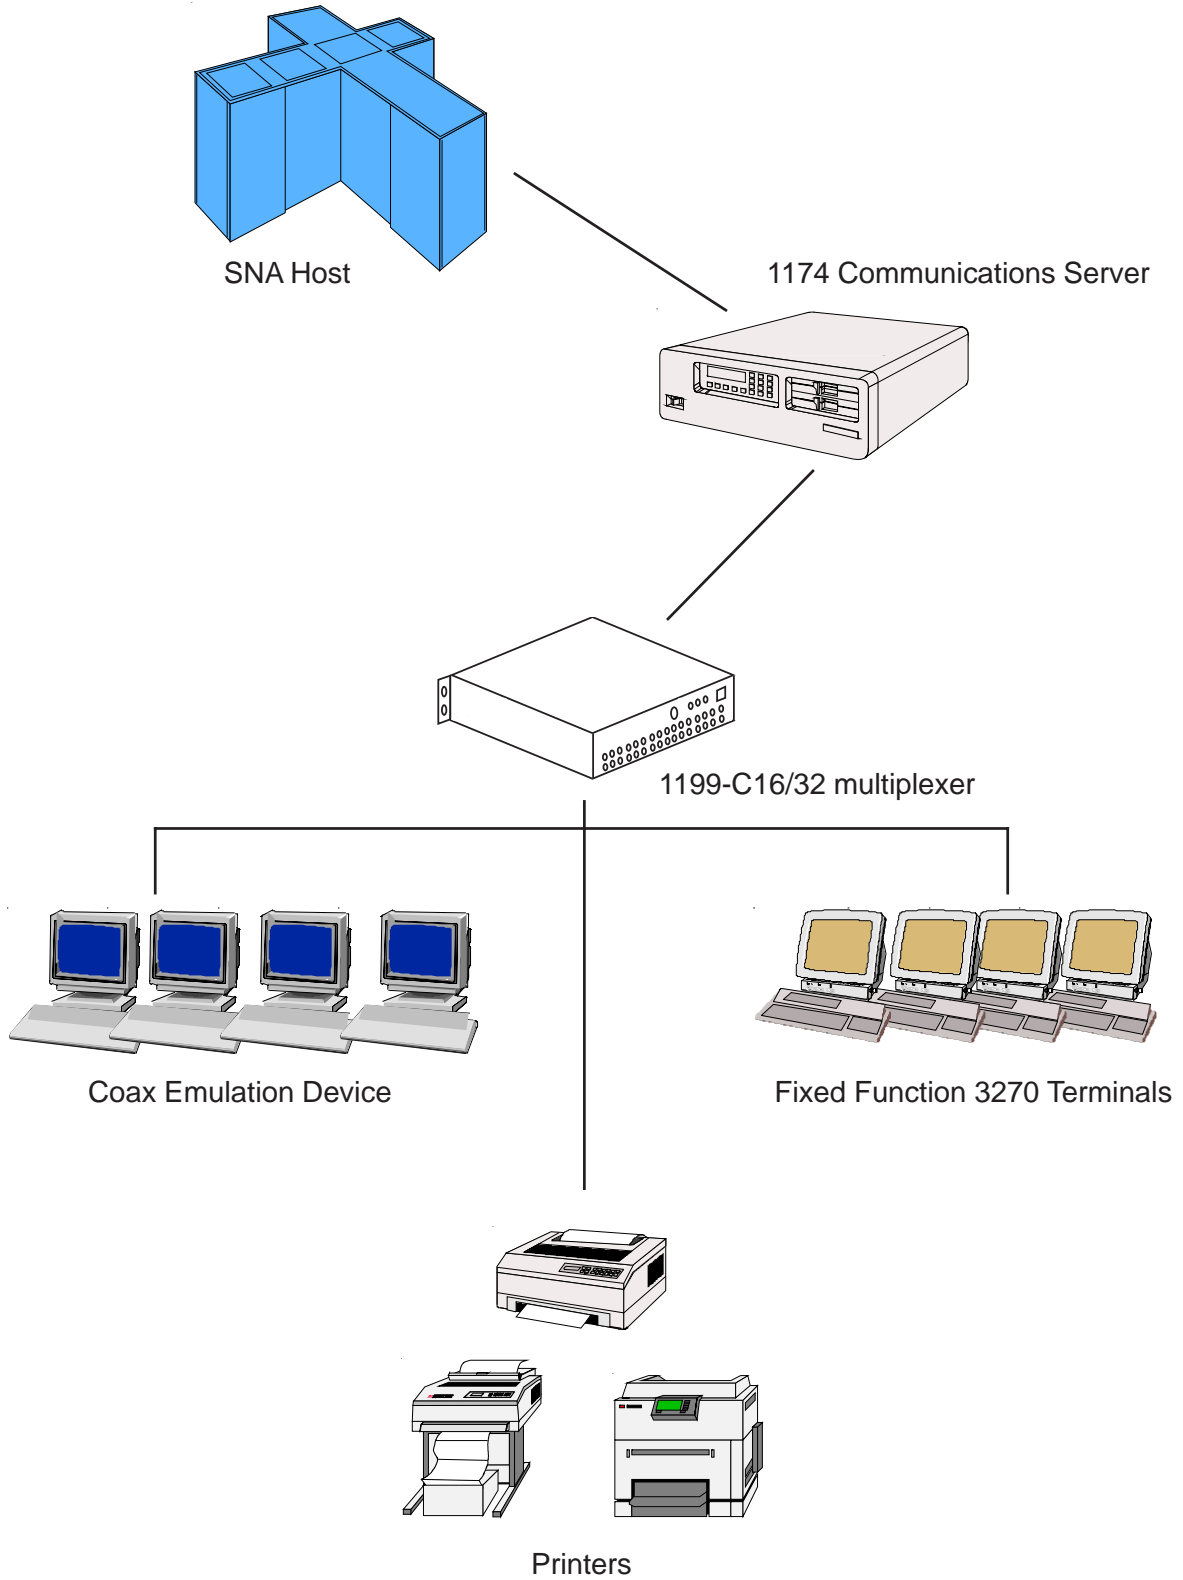 SNA Host
1174 Communications Server
1199-C16/32 multiplexer
Coax Emulation Device
Fixed Function 3270 Terminals
Printers